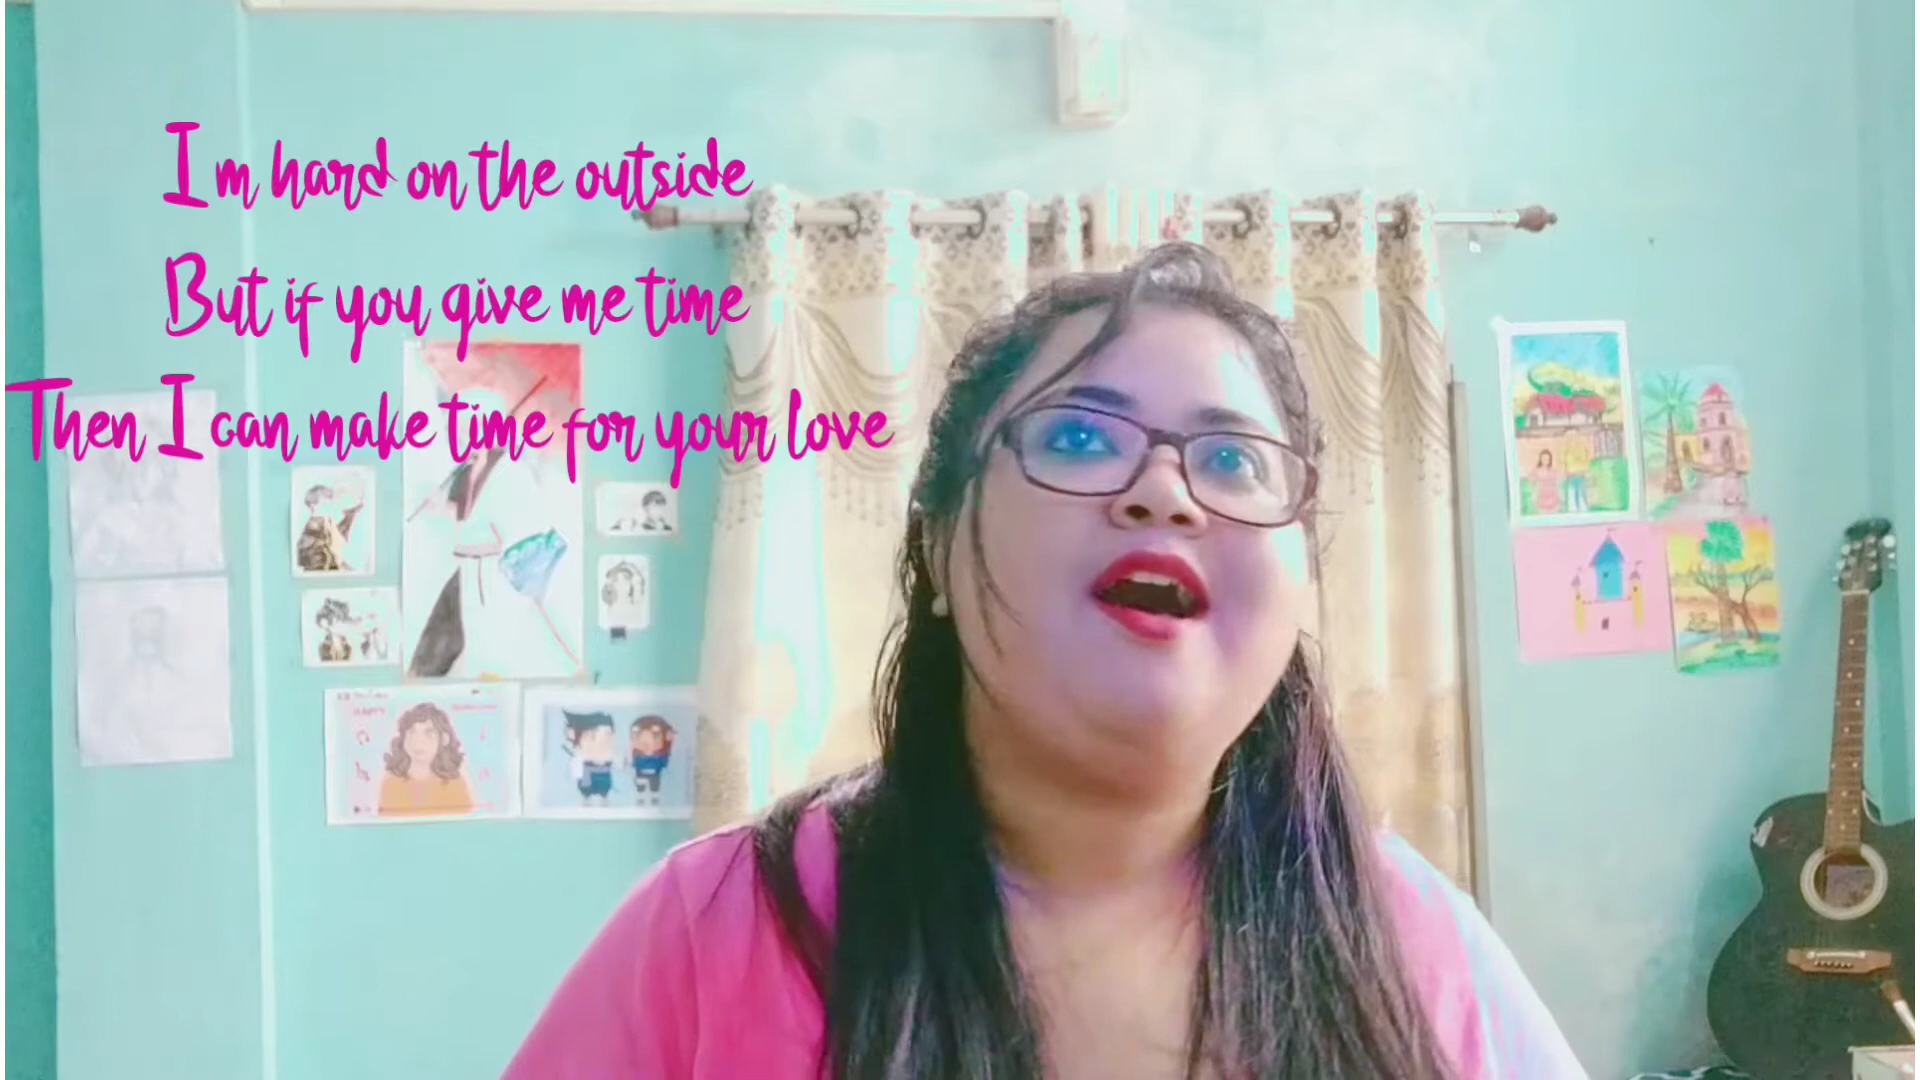 I m hard on the outside
But if you give me time
Then I can make time for your love